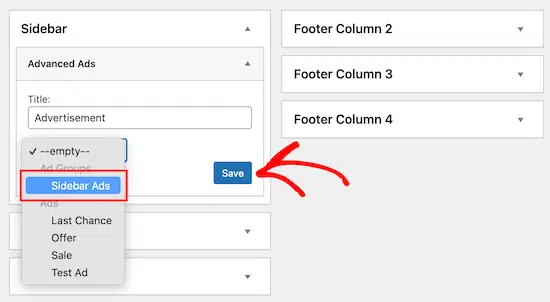 Sidebar
Advanced Ads
Title:
Advertisement
✓ --empty--
Ad Groups
Sidebar Ads
Ads
Last Chance
Offer
Sale
Test Ad
Save
Footer Column 2
Footer Column 3
Footer Column 4